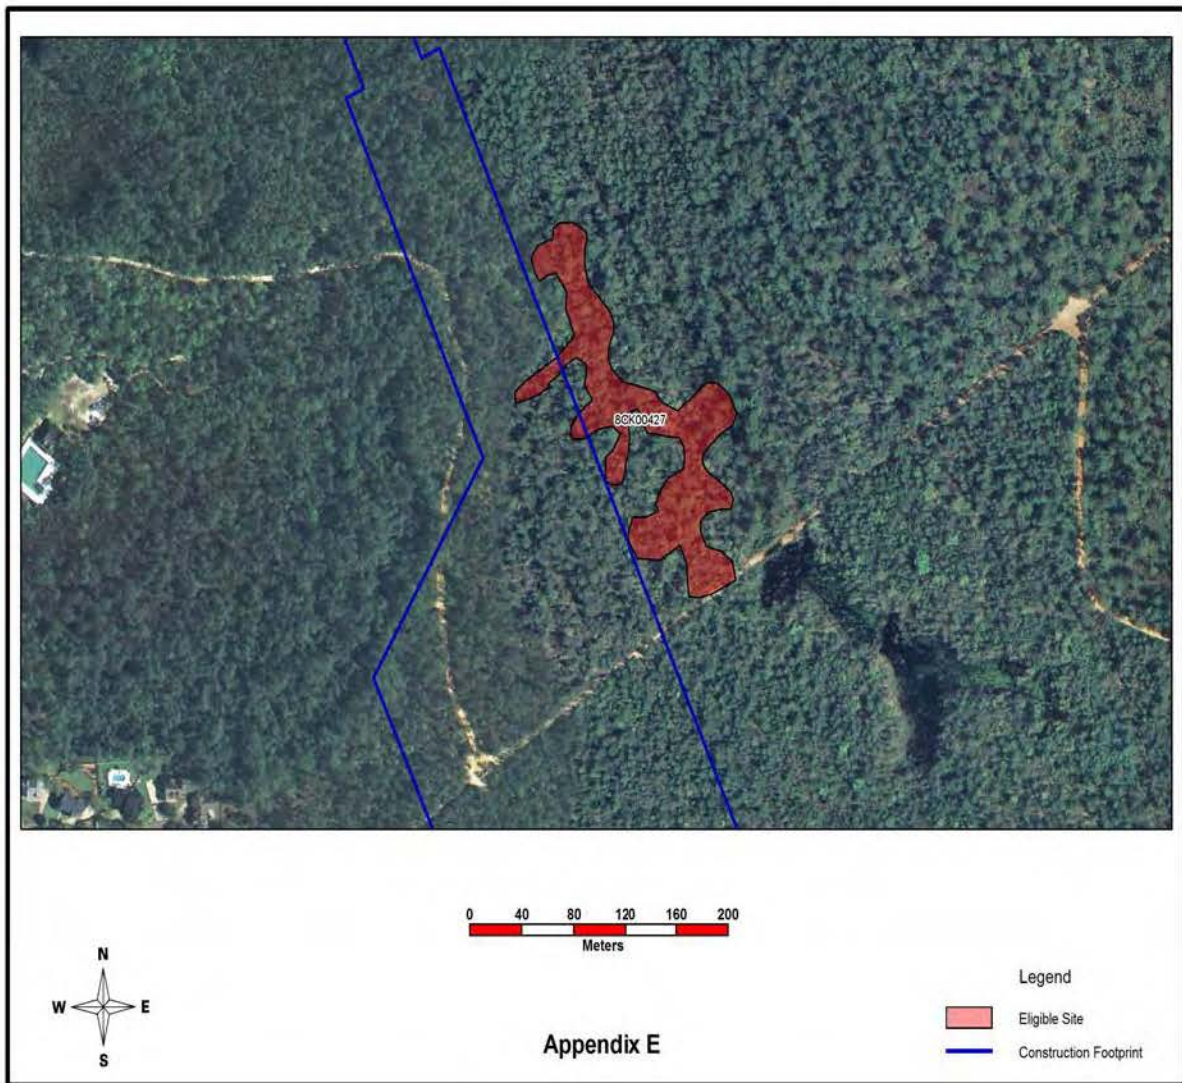 8CK00427
0 40 80 120 160 200
Meters
N
W E
S
Appendix E
Legend
Eligible Site
Construction Footprint